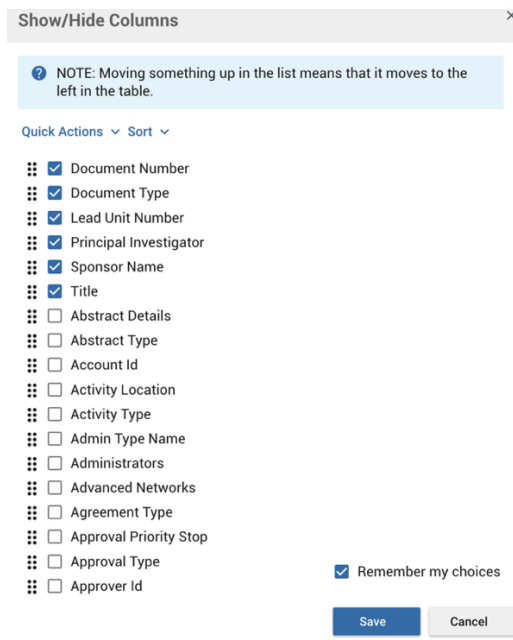 Show/Hide Columns
NOTE: Moving something up in the list means that it moves to the
left in the table.
Quick Actions Sort
Document Number
Document Type
Lead Unit Number
Principal Investigator
Sponsor Name
Title
Abstract Details
Abstract Type
Account Id
Activity Location
Activity Type
Admin Type Name
Administrators
Advanced Networks
Agreement Type
Approval Priority Stop
Approval Type
Approver Id
Remember my choices
Save Cancel